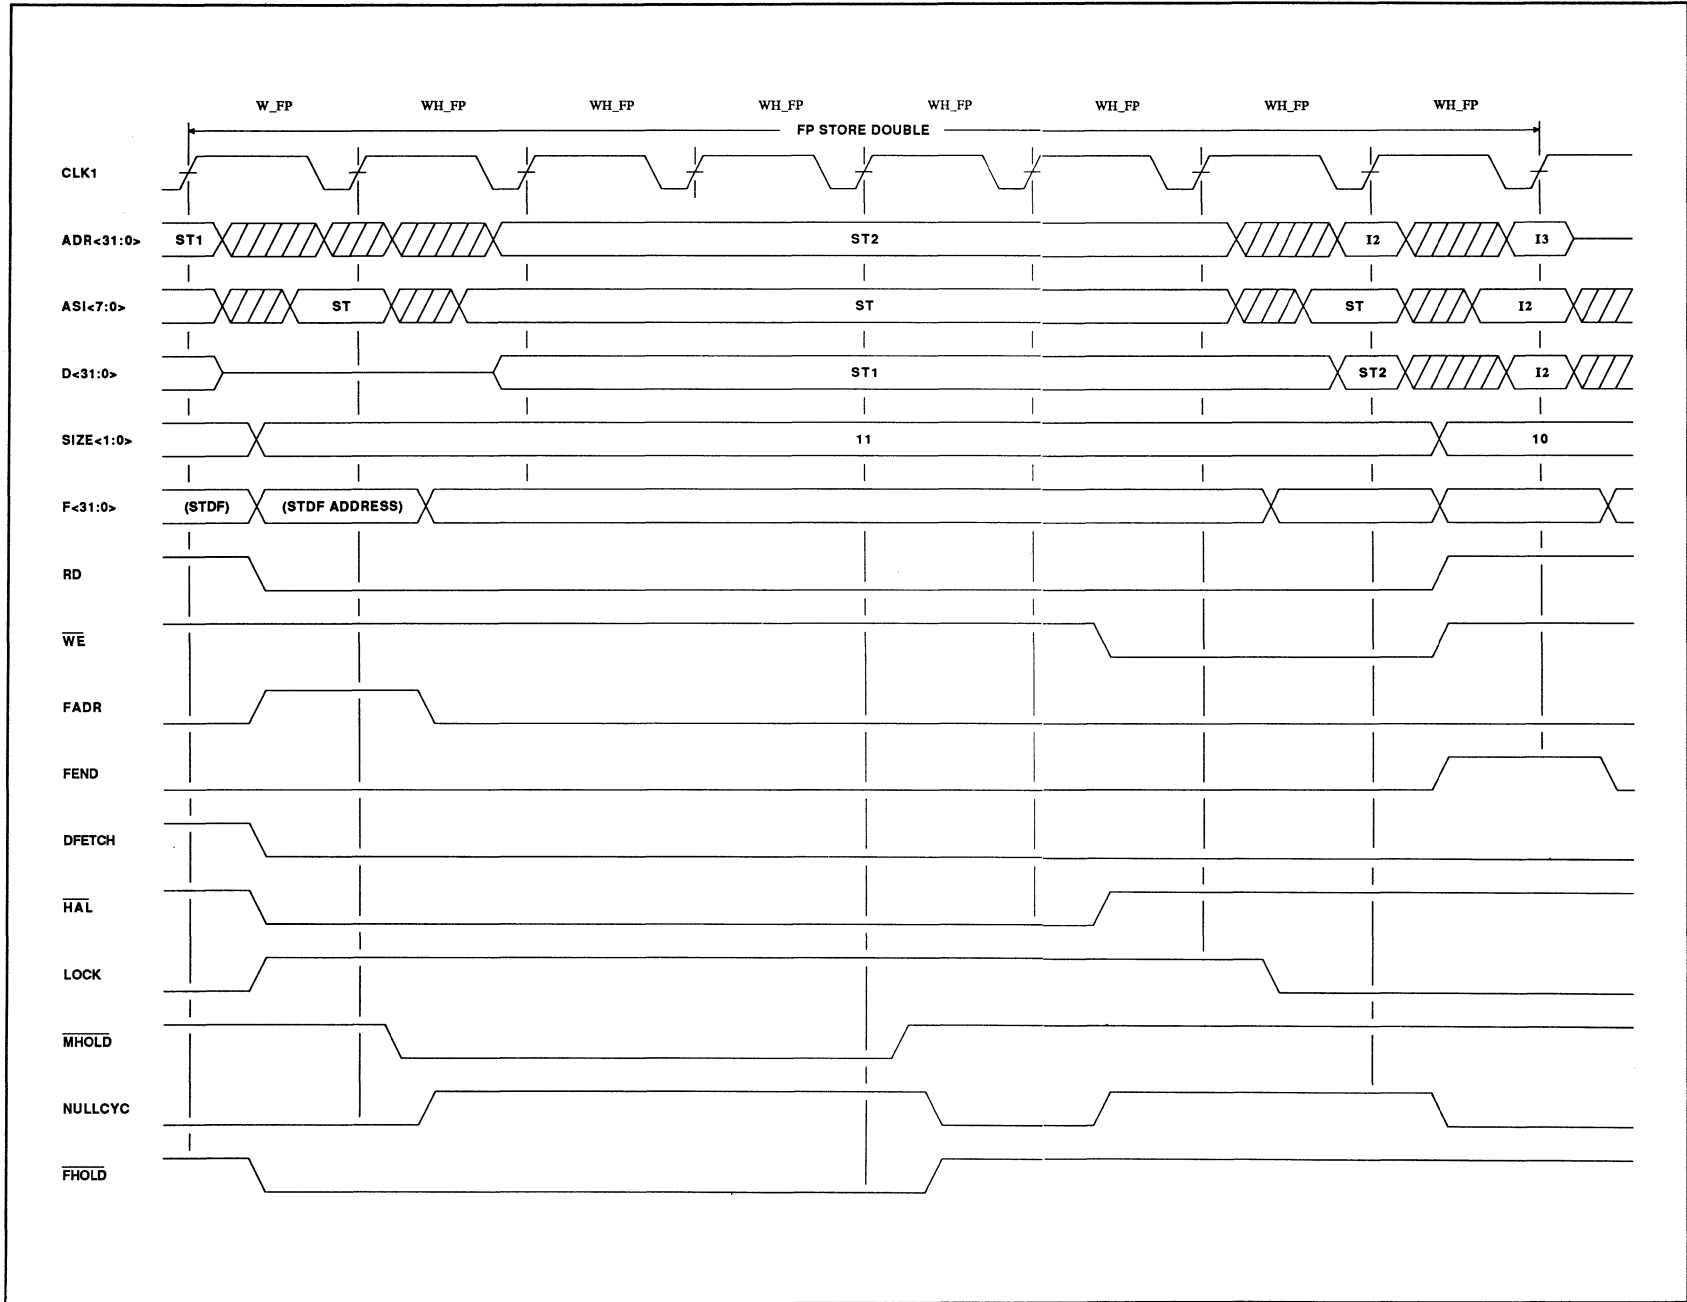 W_FP WH_FP WH_FP WH_FP WH_FP WH_FP WH_FP WH_FP
FP STORE DOUBLE
CLK1
ADR<31:0> ST1 ST2 I2 I3
ASI<7:0> ST ST ST I2
D<31:0> ST1 ST2 I2
SIZE<1:0> 11 10
F<31:0> (STDF) (STDF ADDRESS)
RD
WE
FADR
FEND
DFETCH
HAL
LOCK
MHOLD
NULLCYC
FHOLD